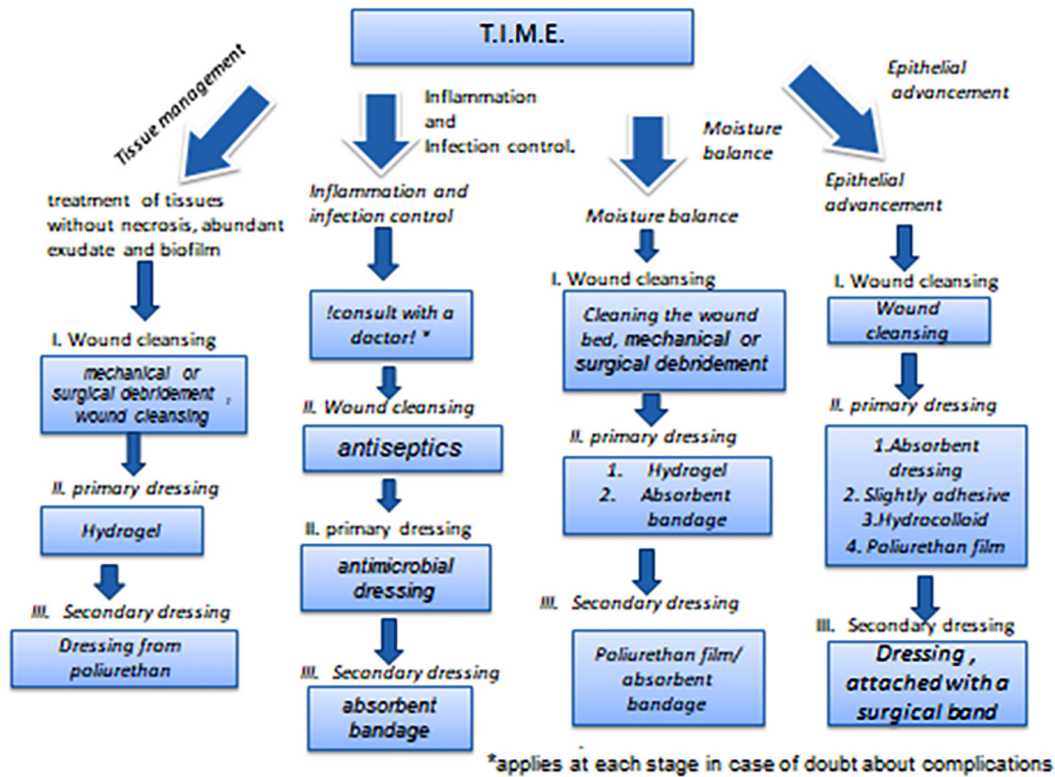 T.I.M.E.
Tissue management
treatment of tissues
without necrosis, abundant
exudate and biofilm
I. Wound cleansing
mechanical or
surgical debridement ,
wound cleansing
II. primary dressing
Hydrogel
III. Secondary dressing
Dressing from
poliurethan
Inflammation
and
Infection control.
Inflammation and
infection control
!consult with a
doctor! *
II. Wound cleansing
antiseptics
II. primary dressing
antimicrobial
dressing
III. Secondary dressing
absorbent
bandage
Moisture
balance
Moisture balance
I. Wound cleansing
Cleaning the wound
bed, mechanical or
surgical debridement
II. primary dressing
1. Hydrogel
2. Absorbent
bandage
III. Secondary dressing
Poliurethan film/
absorbent
bandage
Epithelial
advancement
Epithelial
advancement
I. Wound cleansing
Wound
cleansing
II. primary dressing
1.Absorbent
dressing
2. Slightly adhesive
3.Hydrocolloid
4. Poliurethan film
III. Secondary dressing
Dressing ,
attached with a
surgical band
*applies at each stage in case of doubt about complications